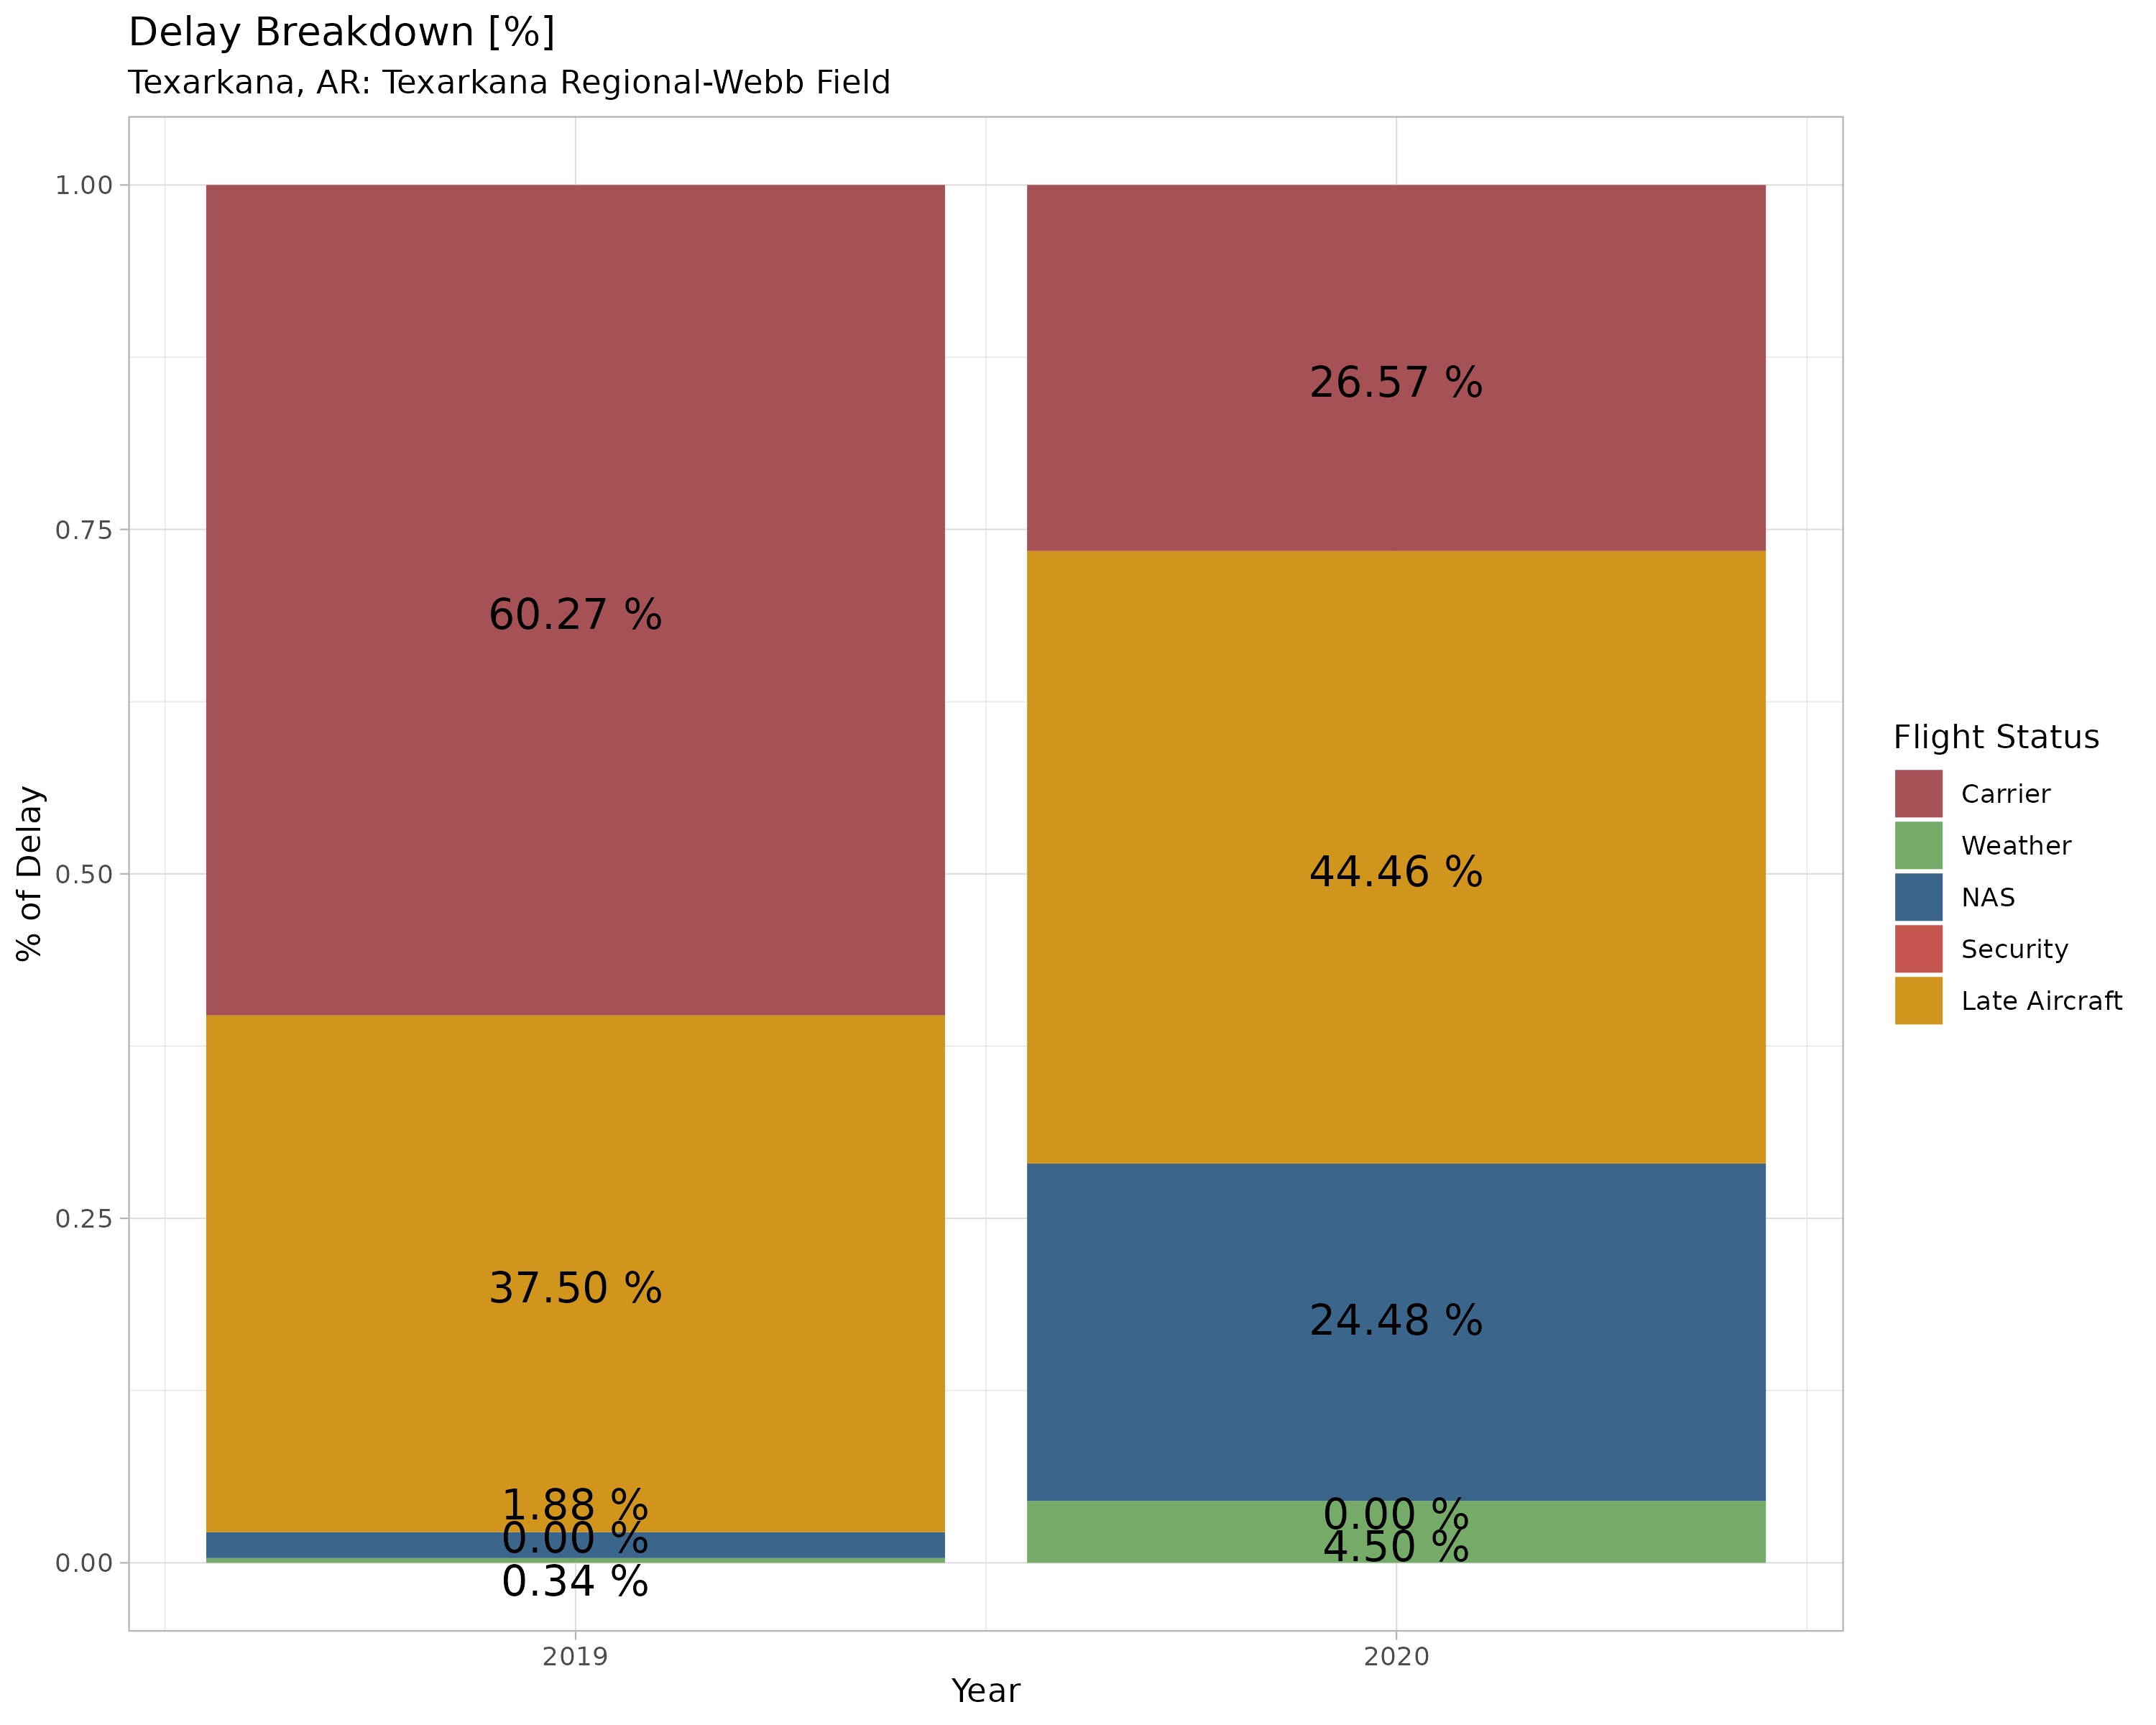 Delay Breakdown [%]
Texarkana, AR: Texarkana Regional-Webb Field
% of Delay
1.00
0.75
0.50
0.25
0.00
60.27 %
37.50 %
1.88 %
0.00 %
0.34 %
26.57 %
44.46 %
24.48 %
0.00 %
4.50 %
2019
2020
Year
Flight Status
Carrier
Weather
NAS
Security
Late Aircraft